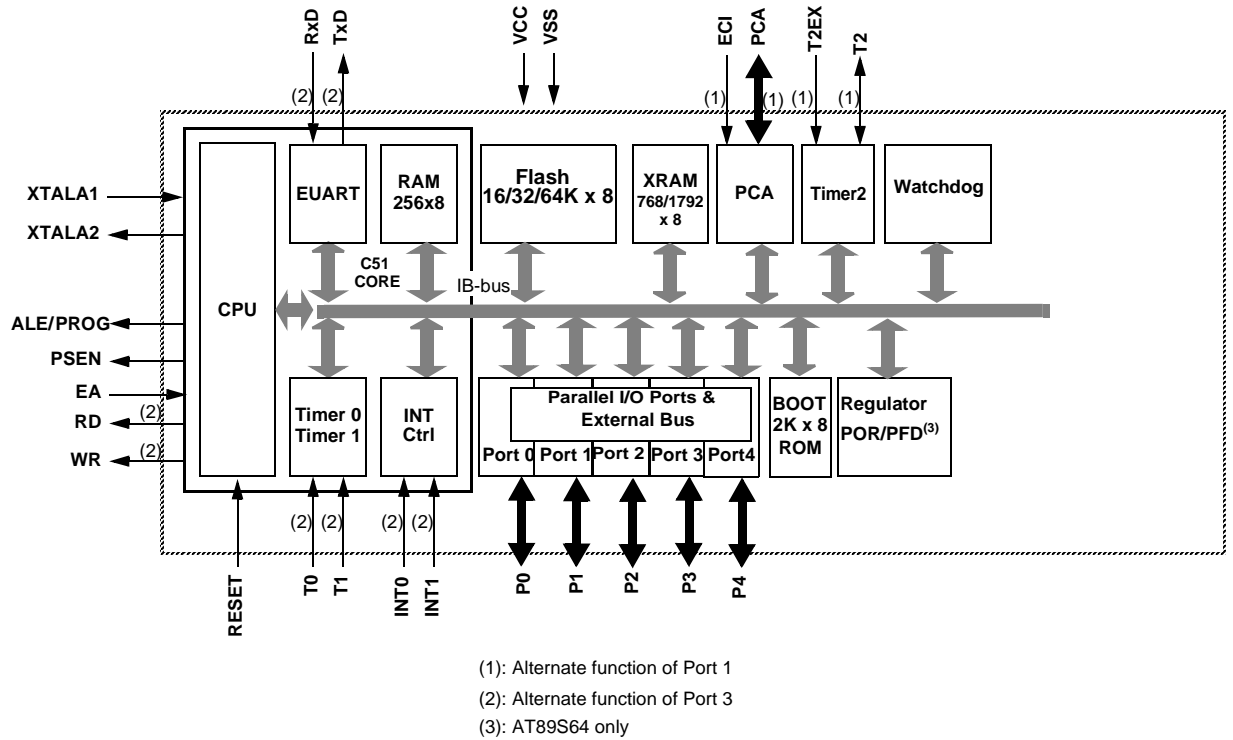 RxD
TxD
VCC
VSS
ECI
PCA
T2EX
T2
(2)
(2)
(1)
(1)
(1)
(1)
XTALA1
XTALA2
ALE/PROG
PSEN
EA
RD
(2)
WR
(2)
CPU
EUART
RAM
256x8
C51
CORE
IB-bus
Flash
16/32/64K x 8
XRAM
768/1792
x 8
PCA
Timer2
Watchdog
Timer 0
Timer 1
INT
Ctrl
Parallel I/O Ports &
External Bus
Port 0
Port 1
Port 2
Port 3
Port4
BOOT
2K x 8
ROM
Regulator
POR/PFD(3)
(2)
(2)
(2)
(2)
RESET
T0
T1
INT0
INT1
P0
P1
P2
P3
P4
(1): Alternate function of Port 1
(2): Alternate function of Port 3
(3): AT89S64 only